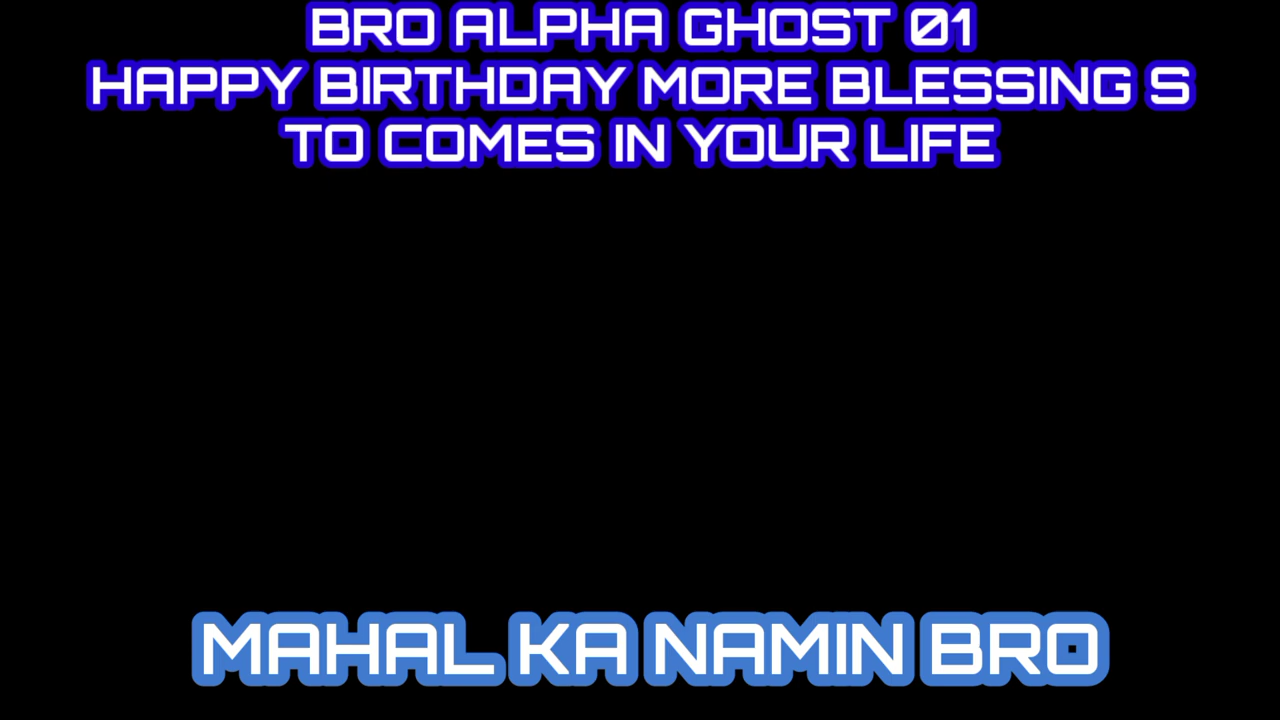 BRO ALPHA GHOST 01
HAPPY BIRTHDAY MORE BLESSING S
TO COMES IN YOUR LIFE
MAHAL KA NAMIN BRO